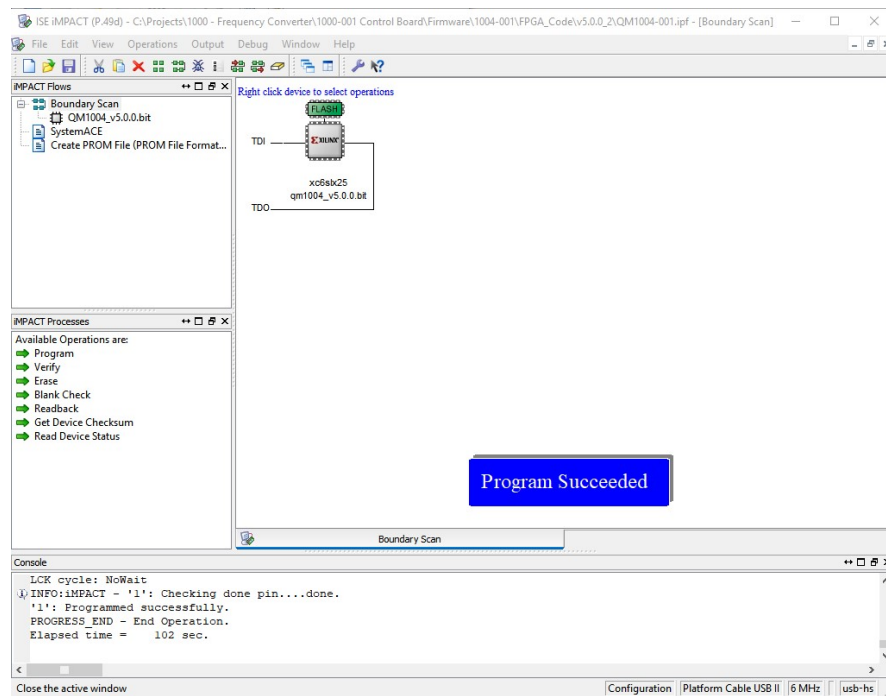 ISE iMPACT (P.49d) - C:\Projects\1000 - Frequency Converter\1000-001 Control Board\Firmware\1004-001\FPGA_Code\v5.0.0_2\QM1004-001.ipf - [Boundary Scan]
File Edit View Operations Output Debug Window Help
iMPACT Flows
Boundary Scan
QM1004_v5.0.0.bit
SystemACE
Create PROM File (PROM File Format...
Right click device to select operations
FLASH
TDI
XILINX
xc6slx25
qm1004_v5.0.0.bit
TDO
iMPACT Processes
Available Operations are:
Program
Verify
Erase
Blank Check
Readback
Get Device Checksum
Read Device Status
Program Succeeded
Boundary Scan
Console
LCK cycle: NoWait
INFO:iMPACT - '1': Checking done pin....done.
'1': Programmed successfully.
PROGRESS_END - End Operation.
Elapsed time = 102 sec.
Close the active window
Configuration Platform Cable USB II 6 MHz usb-hs